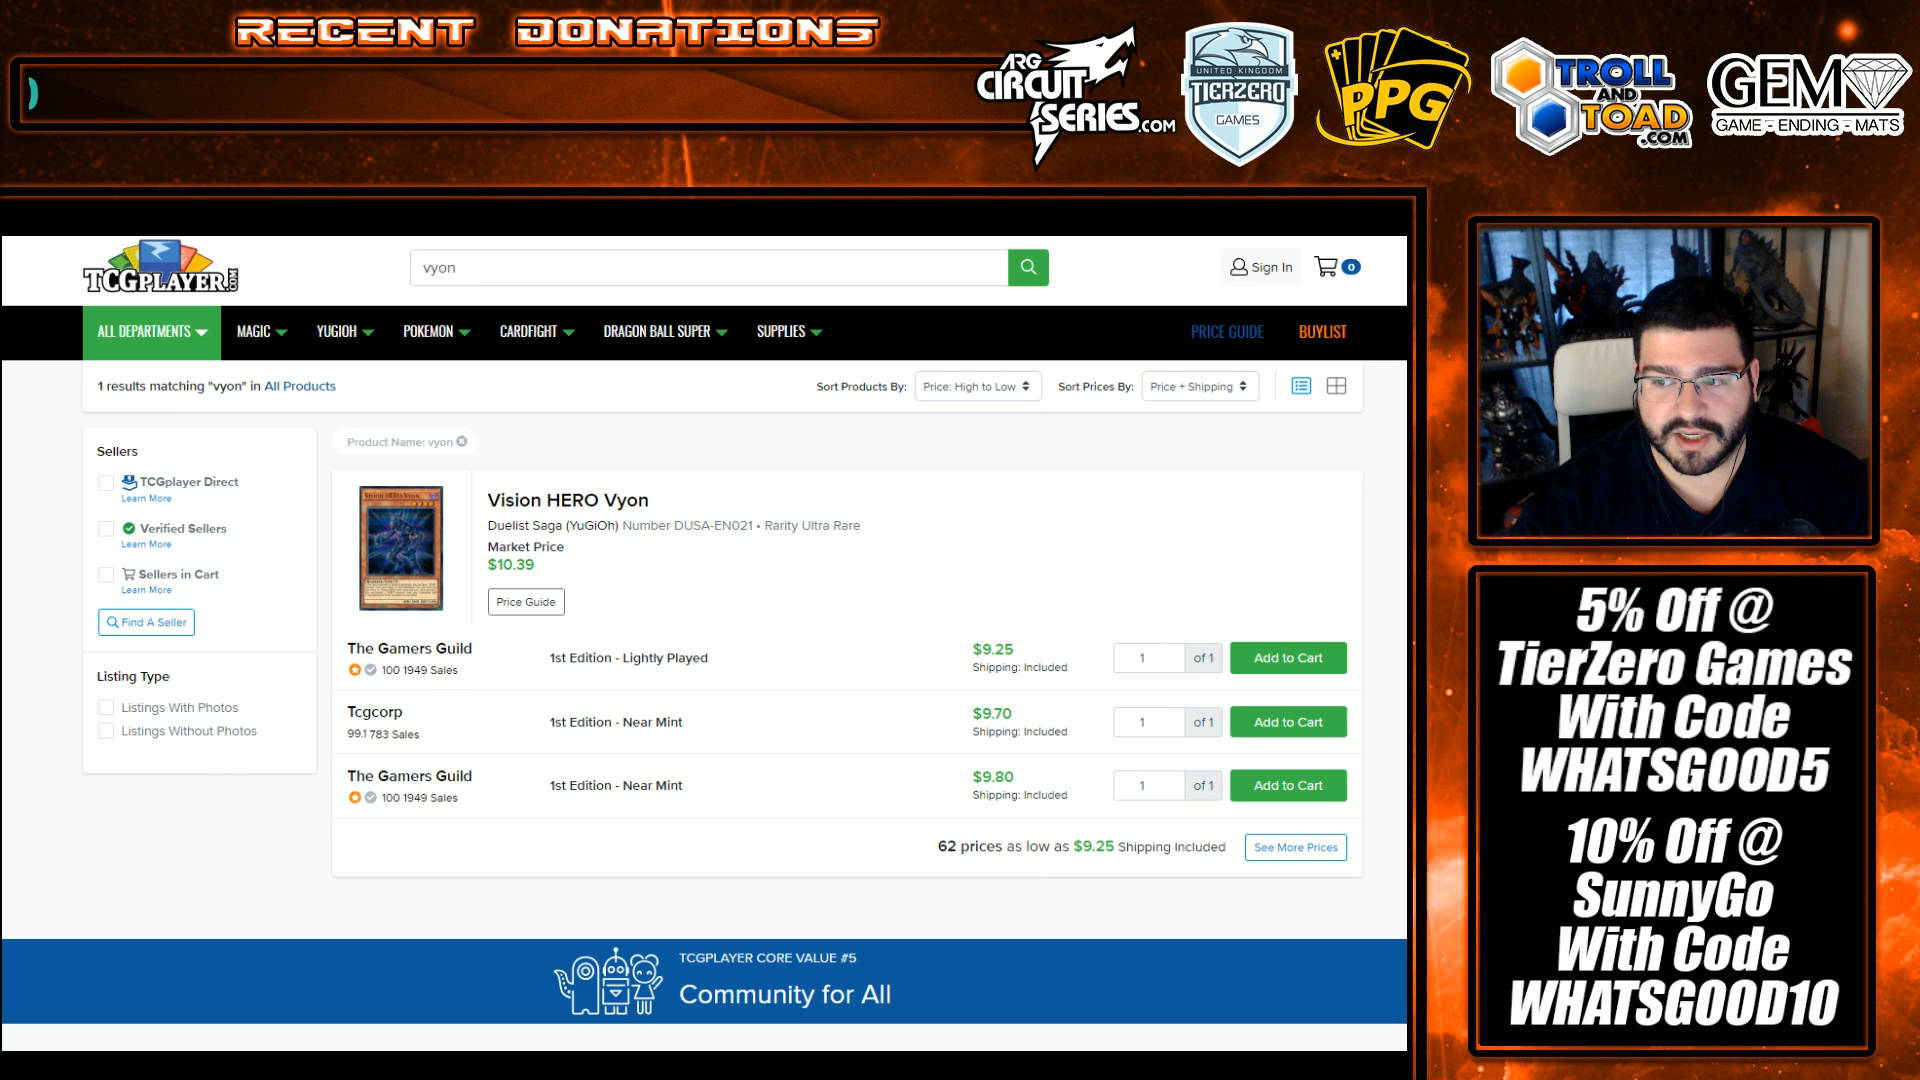 RECENT DONATIONS
ARG
CIRCUIT
SERIES.COM
UNITED KINGDOM
TIERZERO
GAMES
PPG
TROLL
AND
TOAD
.COM
GEM
GAME - ENDING - MATS
TCGPLAYER.COM
vyon
Sign In
0
ALL DEPARTMENTS
MAGIC
YUGIOH
POKEMON
CARDFIGHT
DRAGON BALL SUPER
SUPPLIES
PRICE GUIDE
BUYLIST
1 results matching "vyon" in All Products
Sort Products By:
Price: High to Low
Sort Prices By:
Price + Shipping
Sellers
TCGplayer Direct
Learn More
Verified Sellers
Learn More
Sellers in Cart
Learn More
Find A Seller
Listing Type
Listings With Photos
Listings Without Photos
Product Name: vyon
Vision HERO Vyon
Vision HERO Vyon
Duelist Saga (YuGiOh) Number DUSA-EN021 • Rarity Ultra Rare
Market Price
$10.39
Price Guide
The Gamers Guild
100 1949 Sales
1st Edition - Lightly Played
$9.25
Shipping: Included
1
of 1
Add to Cart
Tcgcorp
99.1 783 Sales
1st Edition - Near Mint
$9.70
Shipping: Included
1
of 1
Add to Cart
The Gamers Guild
100 1949 Sales
1st Edition - Near Mint
$9.80
Shipping: Included
1
of 1
Add to Cart
62 prices as low as $9.25 Shipping Included
See More Prices
TCGPLAYER CORE VALUE #5
Community for All
5% Off @
TierZero Games
With Code
WHATSGOOD5
10% Off @
SunnyGo
With Code
WHATSGOOD10